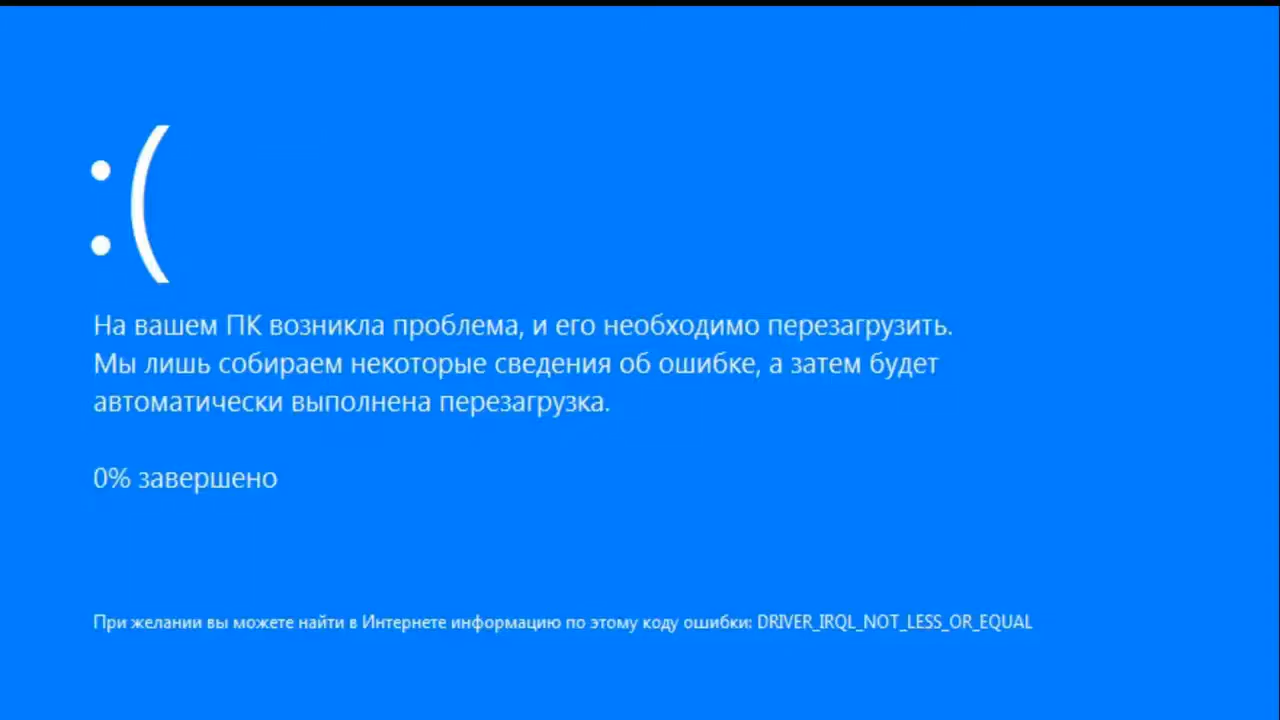 :(
На вашем ПК возникла проблема, и его необходимо перезагрузить.
Мы лишь собираем некоторые сведения об ошибке, а затем будет
автоматически выполнена перезагрузка.
0% завершено
При желании вы можете найти в Интернете информацию по этому коду ошибки: DRIVER_IRQL_NOT_LESS_OR_EQUAL